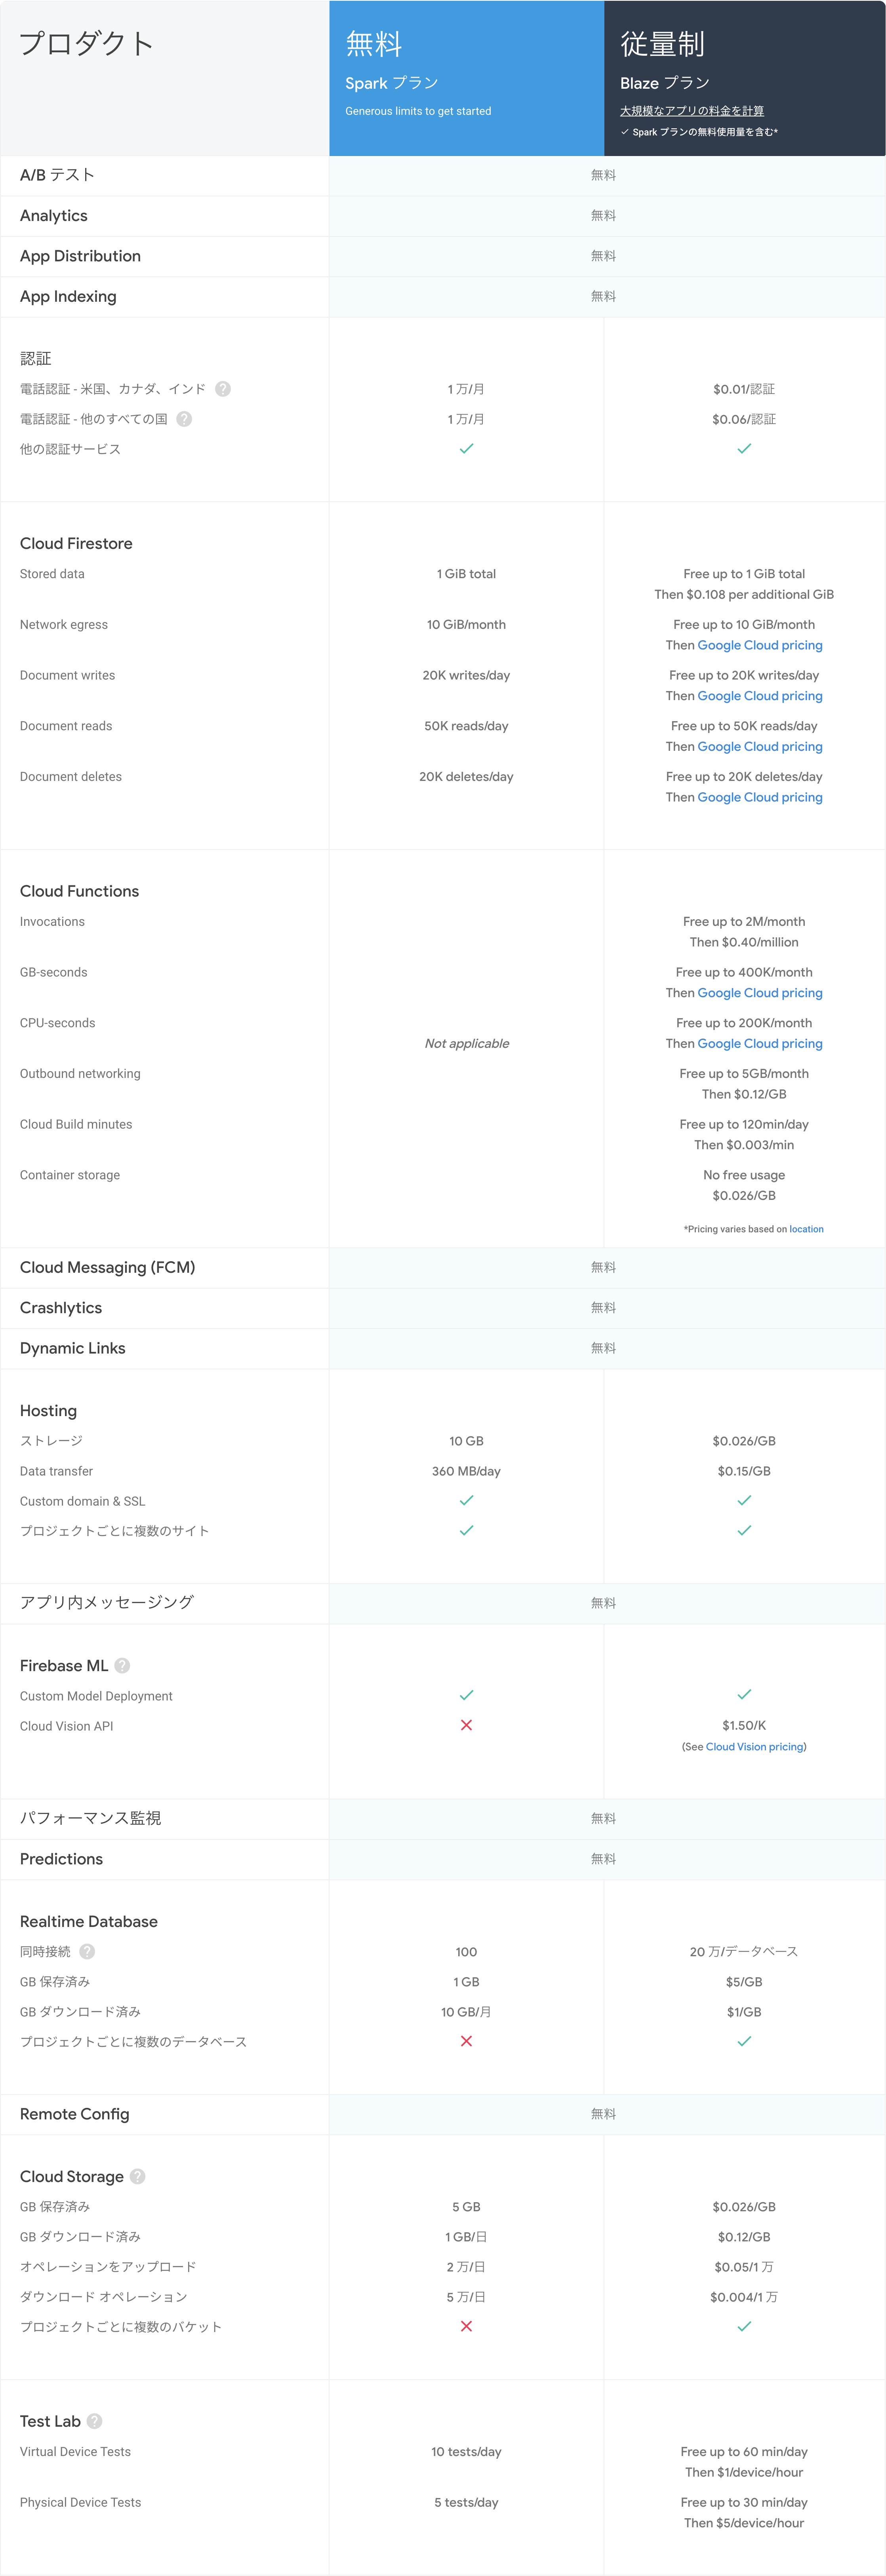 プロダクト
無料
Spark プラン
Generous limits to get started
従量制
Blaze プラン
大規模なアプリの料金を計算
✓ Spark プランの無料使用量を含む*
A/B テスト
無料
Analytics
無料
App Distribution
無料
App Indexing
無料
認証
電話認証 - 米国、カナダ、インド ?
1 万/月
$0.01/認証
電話認証 - 他のすべての国 ?
1 万/月
$0.06/認証
他の認証サービス
Cloud Firestore
Stored data
1 GiB total
Free up to 1 GiB total
Then $0.108 per additional GiB
Network egress
10 GiB/month
Free up to 10 GiB/month
Then Google Cloud pricing
Document writes
20K writes/day
Free up to 20K writes/day
Then Google Cloud pricing
Document reads
50K reads/day
Free up to 50K reads/day
Then Google Cloud pricing
Document deletes
20K deletes/day
Free up to 20K deletes/day
Then Google Cloud pricing
Cloud Functions
Invocations
Free up to 2M/month
Then $0.40/million
GB-seconds
Free up to 400K/month
Then Google Cloud pricing
CPU-seconds
Free up to 200K/month
Not applicable
Then Google Cloud pricing
Outbound networking
Free up to 5GB/month
Then $0.12/GB
Cloud Build minutes
Free up to 120min/day
Then $0.003/min
Container storage
No free usage
$0.026/GB
*Pricing varies based on location
Cloud Messaging (FCM)
無料
Crashlytics
無料
Dynamic Links
無料
Hosting
ストレージ
10 GB
$0.026/GB
Data transfer
360 MB/day
$0.15/GB
Custom domain & SSL
プロジェクトごとに複数のサイト
アプリ内メッセージング
無料
Firebase ML ?
Custom Model Deployment
Cloud Vision API
$1.50/K
(See Cloud Vision pricing)
パフォーマンス監視
無料
Predictions
無料
Realtime Database
同時接続 ?
100
20 万/データベース
GB 保存済み
1 GB
$5/GB
GB ダウンロード済み
10 GB/月
$1/GB
プロジェクトごとに複数のデータベース
Remote Config
無料
Cloud Storage ?
GB 保存済み
5 GB
$0.026/GB
GB ダウンロード済み
1 GB/日
$0.12/GB
オペレーションをアップロード
2 万/日
$0.05/1 万
ダウンロード オペレーション
5 万/日
$0.004/1 万
プロジェクトごとに複数のバケット
Test Lab ?
Virtual Device Tests
10 tests/day
Free up to 60 min/day
Then $1/device/hour
Physical Device Tests
5 tests/day
Free up to 30 min/day
Then $5/device/hour